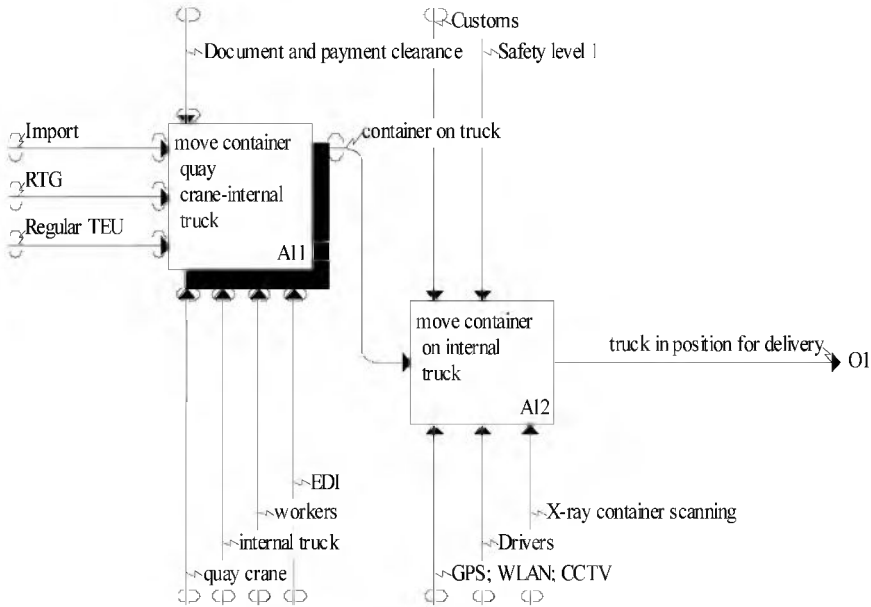 Customs
Document and payment clearance
Safety level 1
Import
RTG
Regular TEU
move container
quay
crane-internal
truck
A11
container on truck
move container
on internal
truck
A12
truck in position for delivery
O1
EDI
workers
internal truck
quay crane
X-ray container scanning
Drivers
GPS; WLAN; CCTV